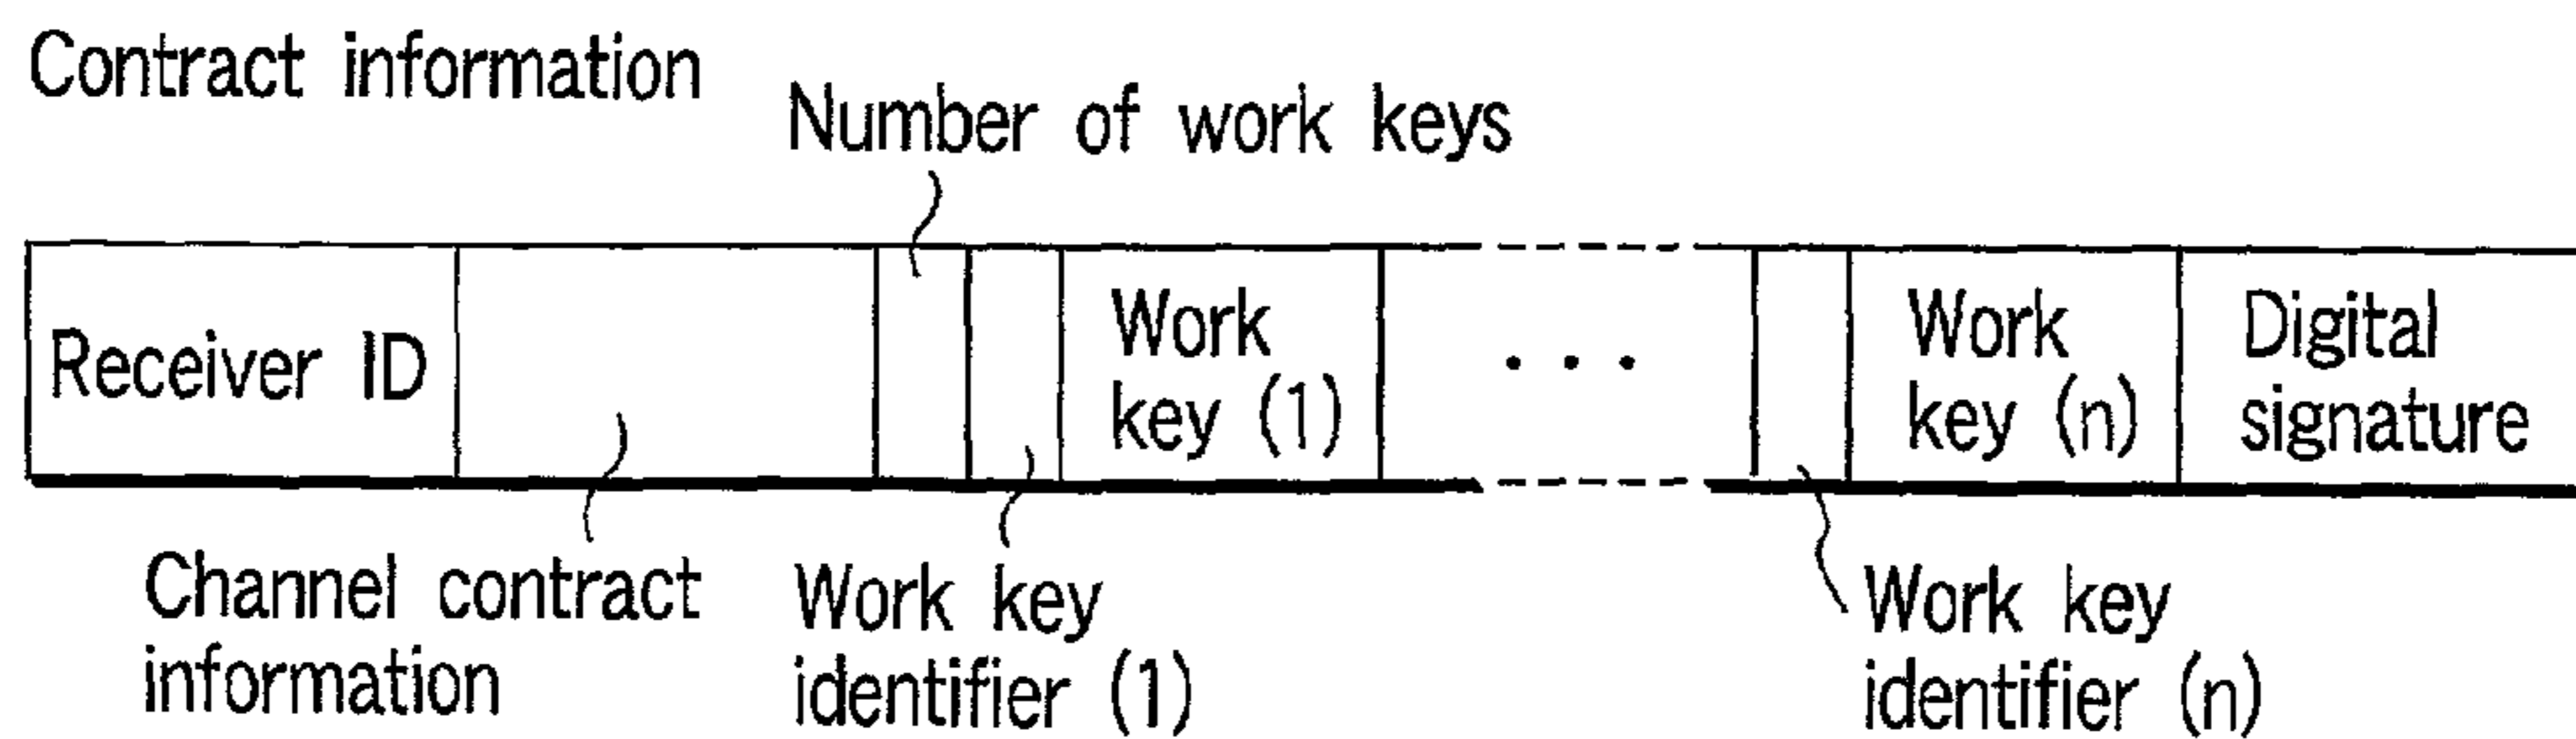 Contract information
Number of work keys
Receiver ID
Work
key (1)
. . .
Work
key (n)
Digital
signature
Channel contract
information
Work key
identifier (1)
Work key
identifier (n)